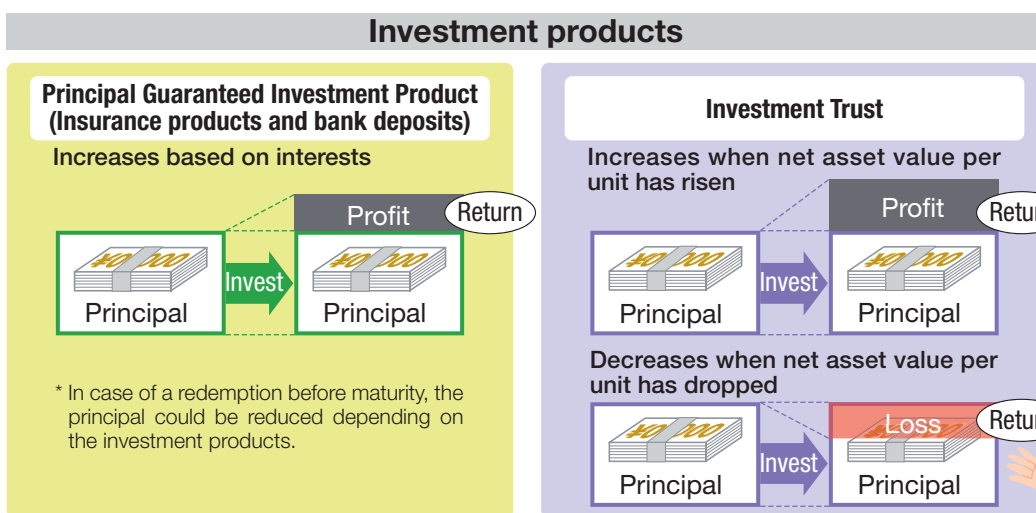 Investment products
Principal Guaranteed Investment Product
(Insurance products and bank deposits)
Increases based on interests
Profit
Return
Invest
Principal
Principal
* In case of a redemption before maturity, the
principal could be reduced depending on
the investment products.
Investment Trust
Increases when net asset value per
unit has risen
Profit
Retur
Invest
Principal
Principal
Decreases when net asset value per
unit has dropped
Loss
Retur
Invest
Principal
Principal